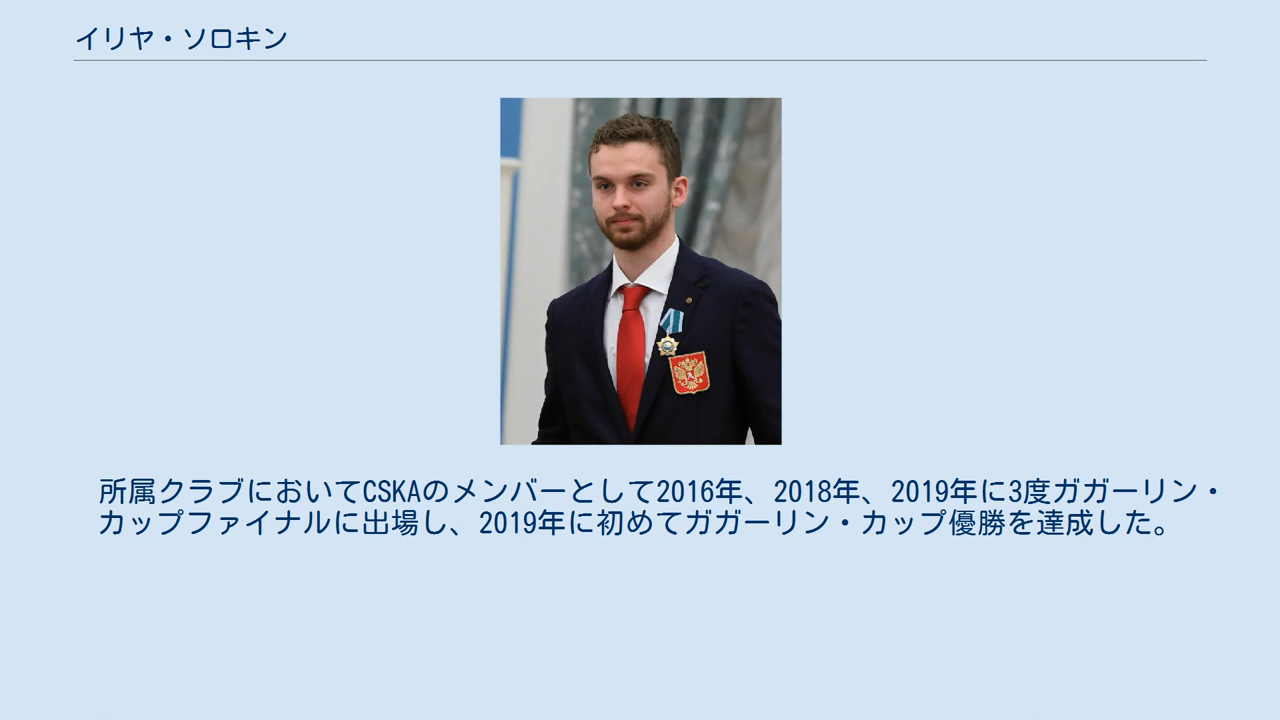 イリヤ・ソロキン
所属クラブにおいてCSKAのメンバーとして2016年、2018年、2019年に3度ガガーリン・
カップファイナルに出場し、2019年に初めてガガーリン・カップ優勝を達成した。